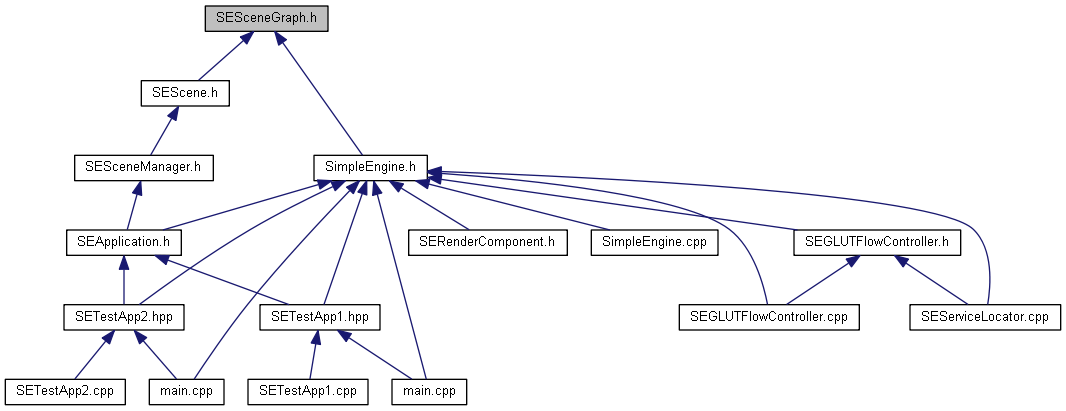 SESceneGraph.h
SEScene.h
SESceneManager.h
SimpleEngine.h
SEApplication.h
SERenderComponent.h
SimpleEngine.cpp
SEGLUTFlowController.h
SETestApp2.hpp
SETestApp1.hpp
SEGLUTFlowController.cpp
SEServiceLocator.cpp
SETestApp2.cpp
main.cpp
SETestApp1.cpp
main.cpp